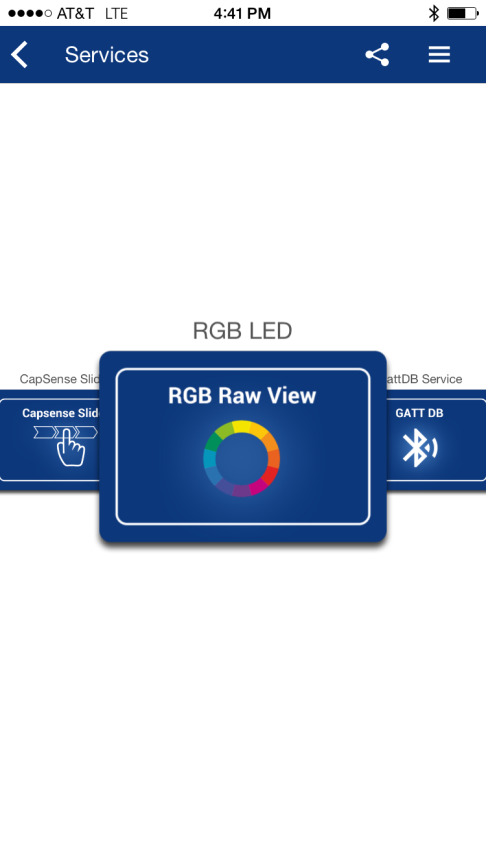 AT&T LTE 4:41 PM
Services
RGB LED
CapSense Slid
attDB Service
RGB Raw View
Capsense Slid
GATT DB